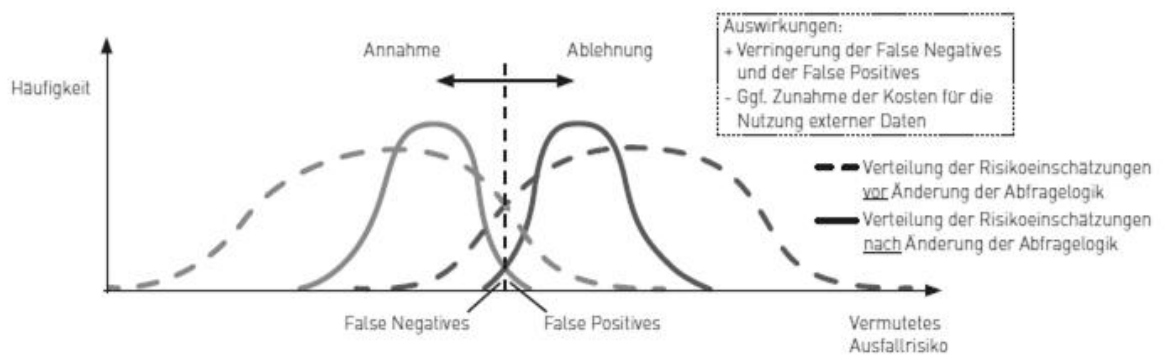 Auswirkungen:
+ Verringerung der False Negatives
und der False Positives
- Ggf. Zunahme der Kosten für die
Nutzung externer Daten
Annahme
Ablehnung
Häufigkeit
Verteilung der Risikoeinschätzungen
vor Änderung der Abfragelogik
Verteilung der Risikoeinschätzungen
nach Änderung der Abfragelogik
False Negatives
False Positives
Vermutetes
Ausfallrisiko